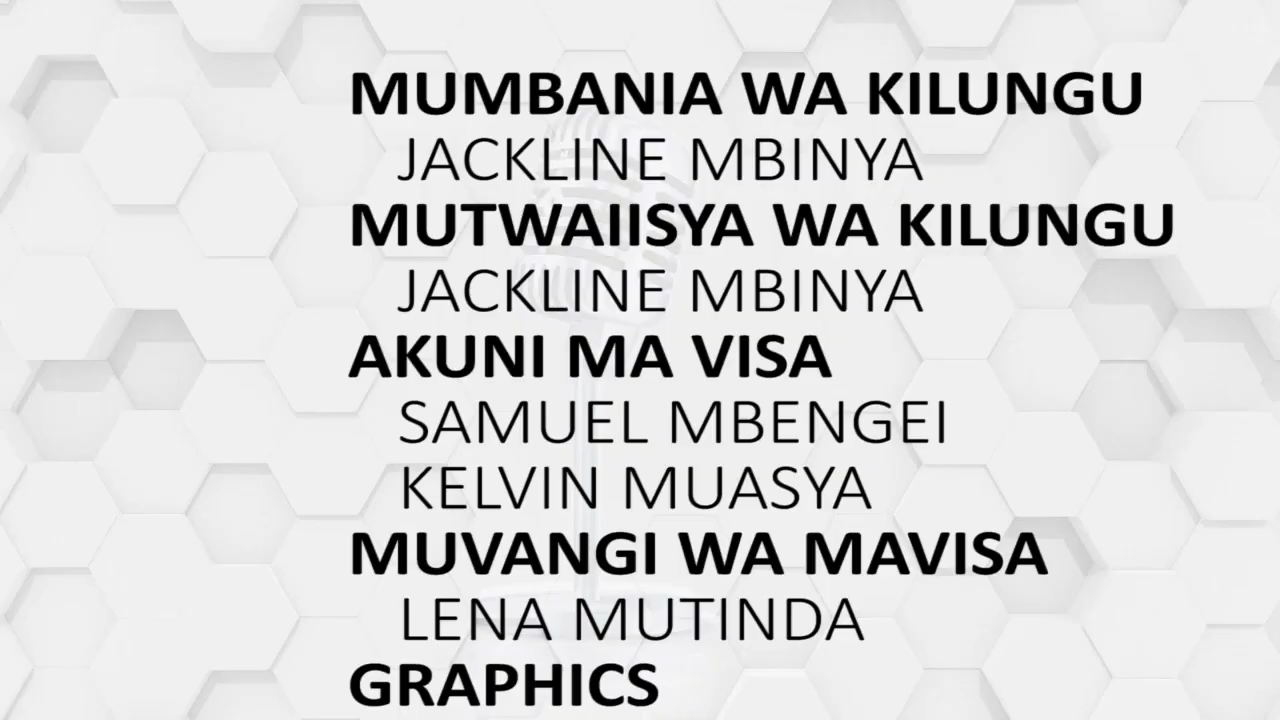 MUMBANIA WA KILUNGU
JACKLINE MBINYA
MUTWAIISYA WA KILUNGU
JACKLINE MBINYA
AKUNI MA VISA
SAMUEL MBENGEI
KELVIN MUASYA
MUVANGI WA MAVISA
LENA MUTINDA
GRAPHICS